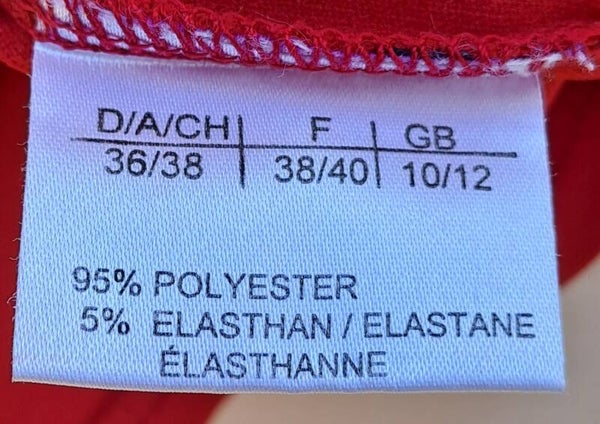 D/A/CH | F | GB
36/38 | 38/40 | 10/12
95% POLYESTER
5% ELASTHAN / ELASTANE
ÉLASTHANNE